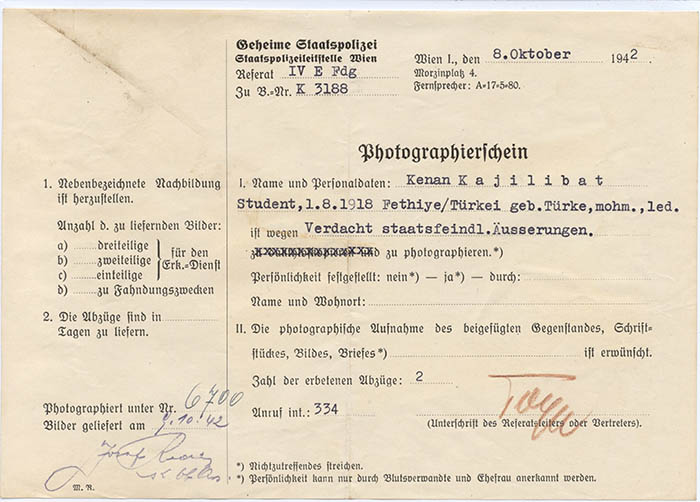 Geheime Staatspolizei
Staatspolizeileitstelle Wien
Referat IV E Fdg
Zu B.=Nr. K 3188
Wien I., den 8.Oktober 1942
Morzinplatz 4.
Fernsprecher: A=17=5=80.
Photographierschein
1. Nebenbezeichnete Nachbildung
ist herzustellen.
Anzahl d. zu liefernden Bilder:
a) ........dreiteilige
b) ........zweiteilige
c) ........einteilige
für den
Erk.=Dienst
d) ........zu Fahndungszwecken
2. Die Abzüge sind in
Tagen zu liefern.
Photographiert unter Nr. 6700
Bilder geliefert am 9.10.42
M. R.
I. Name und Personaldaten: Kenan K a j i l i b a t
Student, 1.8.1918 Fethiye/Türkei geb.Türke, mohm., led.
ist wegen Verdacht staatsfeindl.Äusserungen.
und zu photographieren.*)
Persönlichkeit festgestellt: nein*) — ja*) — durch:
Name und Wohnort:
II. Die photographische Aufnahme des beigefügten Gegenstandes, Schrift=
stückes, Bildes, Briefes*) ist erwünscht.
Zahl der erbetenen Abzüge: 2
Anruf int.: 334
(Unterschrift des Referatsleiters oder Vertreters).
*) Nichtzutreffendes streichen.
*) Persönlichkeit kann nur durch Blutsverwandte und Ehefrau anerkannt werden.